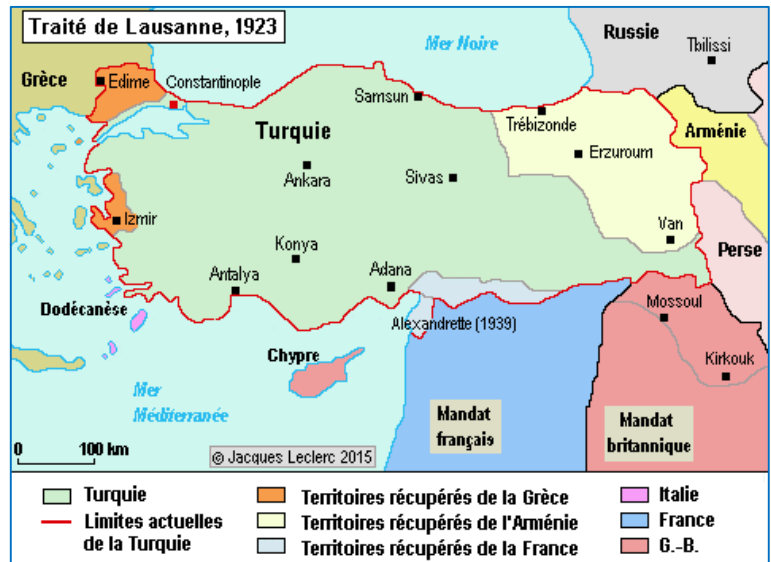 Traité de Lausanne, 1923
Mer Noire
Russie
Tbilissi
Grèce
Edime
Constantinople
Samsun
Trébizonde
Arménie
Turquie
Erzuroum
Ankara
Sivas
Izmir
Van
Perse
Konya
Antalya
Adana
Dodécanèse
Mossoul
Alexandrette (1939)
Chypre
Kirkouk
Mer
Méditerranée
Mandat
français
Mandat
britannique
0 100 km
© Jacques Leclerc 2015
Turquie
Limites actuelles
de la Turquie
Territoires récupérés de la Grèce
Territoires récupérés de l'Arménie
Territoires récupérés de la France
Italie
France
G.-B.